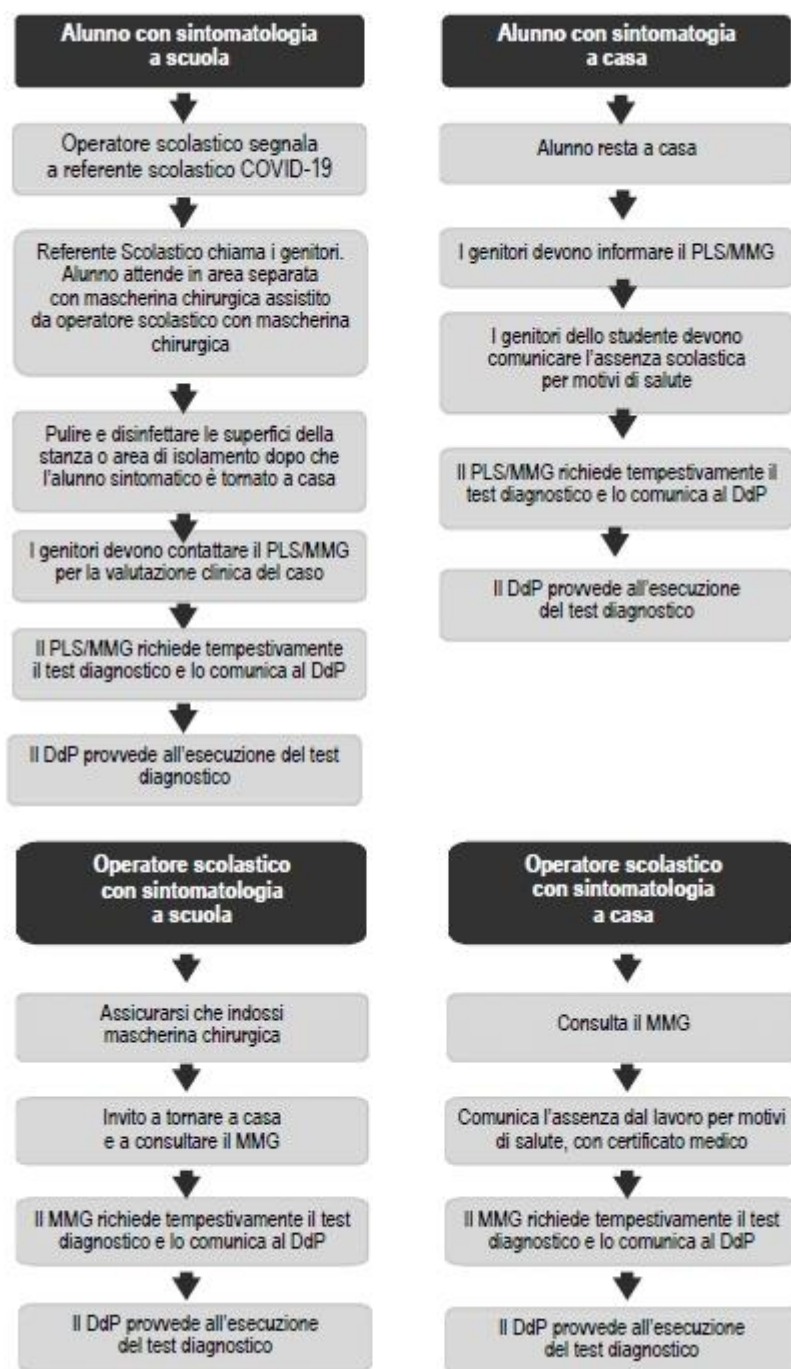 Alunno con sintomatologia
a scuola
Operatore scolastico segnala
a referente scolastico COVID-19
Referente Scolastico chiama i genitori.
Alunno attende in area separata
con mascherina chirurgica assistito
da operatore scolastico con mascherina
chirurgica
Pulire e disinfettare le superfici della
stanza o area di isolamento dopo che
l'alunno sintomatico è tornato a casa
I genitori devono contattare il PLS/MMG
per la valutazione clinica del caso
Il PLS/MMG richiede tempestivamente
il test diagnostico e lo comunica al DdP
Il DdP provvede all'esecuzione del test
diagnostico
Alunno con sintomatogia
a casa
Alunno resta a casa
I genitori devono informare il PLS/MMG
I genitori dello studente devono
comunicare l'assenza scolastica
per motivi di salute
Il PLS/MMG richiede tempestivamente il
test diagnostico e lo comunica al DdP
Il DdP provvede all'esecuzione
del test diagnostico
Operatore scolastico
con sintomatologia
a scuola
Assicurarsi che indossi
mascherina chirurgica
Invito a tornare a casa
e a consultare il MMG
Il MMG richiede tempestivamente il test
diagnostico e lo comunica al DdP
Il DdP provvede all'esecuzione
del test diagnostico
Operatore scolastico
con sintomatologia
a casa
Consulta il MMG
Comunica l'assenza dal lavoro per motivi
di salute, con certificato medico
Il MMG richiede tempestivamente il test
diagnostico e lo comunica al DdP
Il DdP provvede all'esecuzione
del test diagnostico